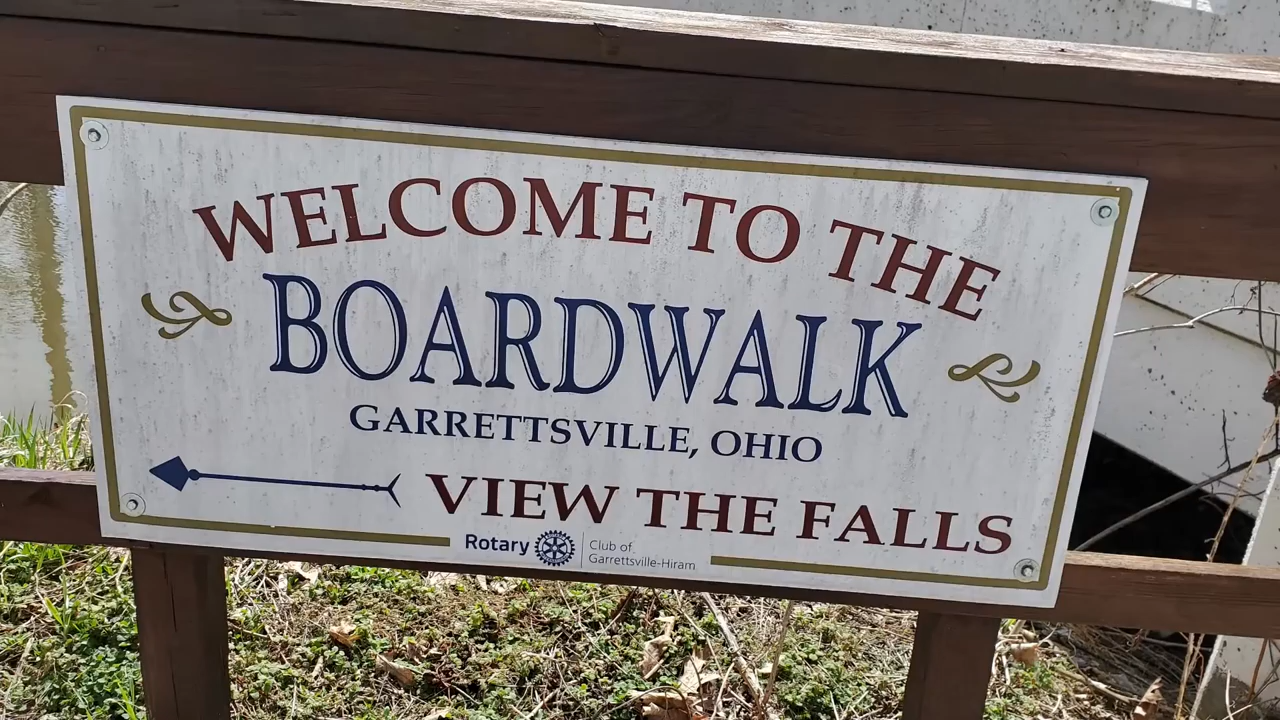 WELCOME TO THE
BOARDWALK
GARRETTSVILLE, OHIO
VIEW THE FALLS
Rotary
Club of
Garrettsville-Hiram